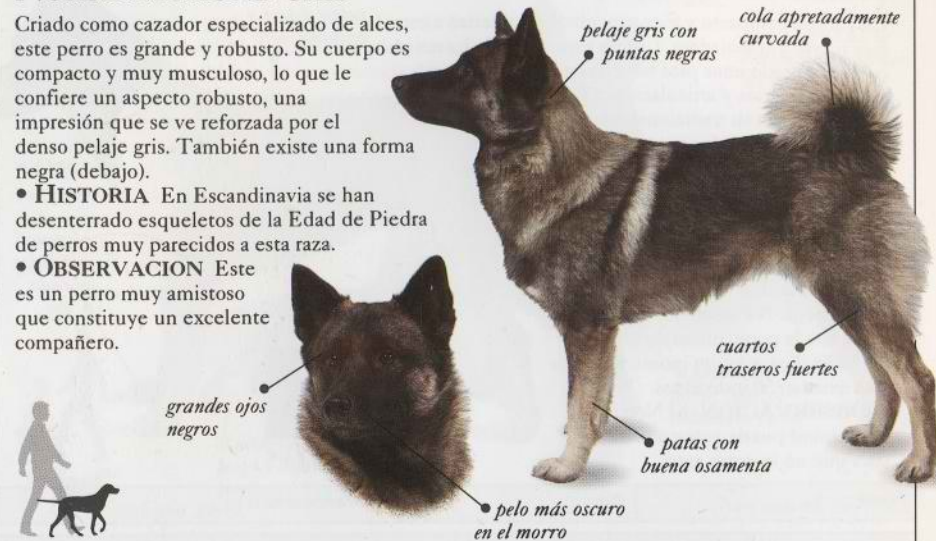 Criado como cazador especializado de alces,
este perro es grande y robusto. Su cuerpo es
compacto y muy musculoso, lo que le
confiere un aspecto robusto, una
impresión que se ve reforzada por el
denso pelaje gris. También existe una forma
negra (debajo).
• HISTORIA En Escandinavia se han
desenterrado esqueletos de la Edad de Piedra
de perros muy parecidos a esta raza.
• OBSERVACION Este
es un perro muy amistoso
que constituye un excelente
compañero.
pelaje gris con
puntas negras
cola apretadamente
curvada
grandes ojos
negros
cuartos
traseros fuertes
patas con
buena osamenta
pelo más oscuro
en el morro